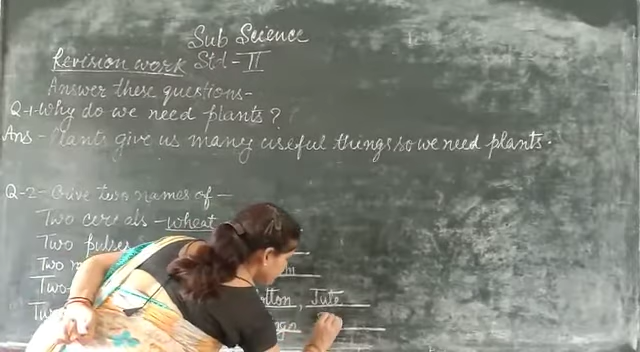 Sub Science
Revision work Std - II
Answer these questions -
Q-1- Why do we need plants?
Ans - Plants give us many useful things so we need plants.
Q-2- Give two names of -
Two cereals - wheat
Two pulses
Two
Two
Jute